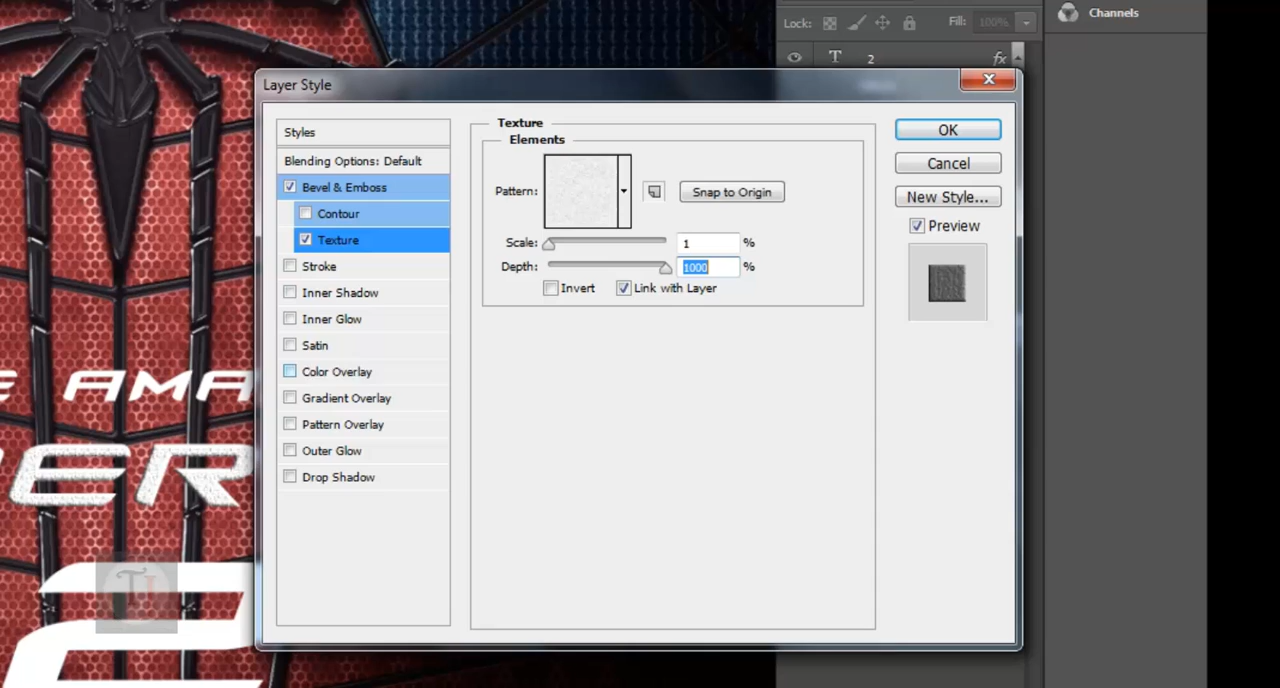 Lock:
Fill:
100%
Channels
T
2
fx
Layer Style
Styles
Blending Options: Default
Bevel & Emboss
Contour
Texture
Stroke
Inner Shadow
Inner Glow
Satin
Color Overlay
Gradient Overlay
Pattern Overlay
Outer Glow
Drop Shadow
Texture
Elements
Pattern:
Snap to Origin
Scale: 1 %
Depth: 1000 %
Invert
Link with Layer
OK
Cancel
New Style...
Preview
E AMA
ER
2
TI